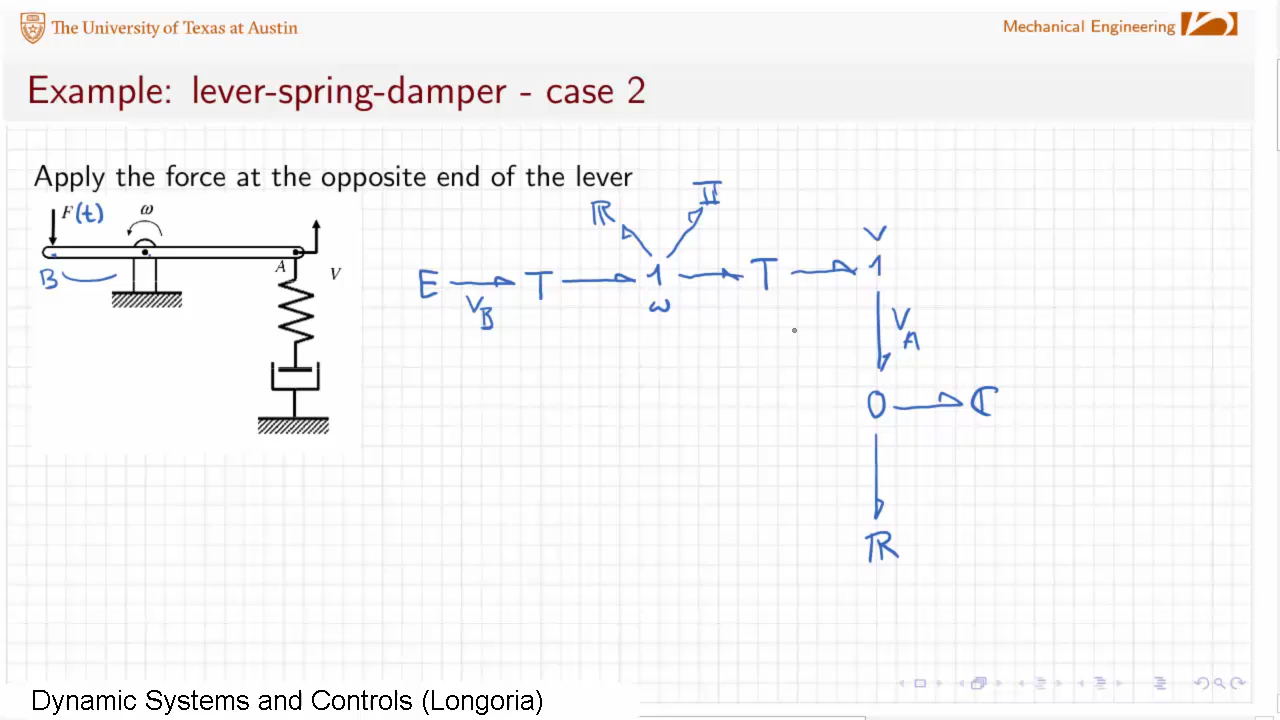 The University of Texas at Austin
Mechanical Engineering
Example: lever-spring-damper - case 2
Apply the force at the opposite end of the lever
F(t) ω
B A V
ℝ 𝕀
E T 1 T 1 V
V_B ω V_A
0 ℂ
ℝ
Dynamic Systems and Controls (Longoria)